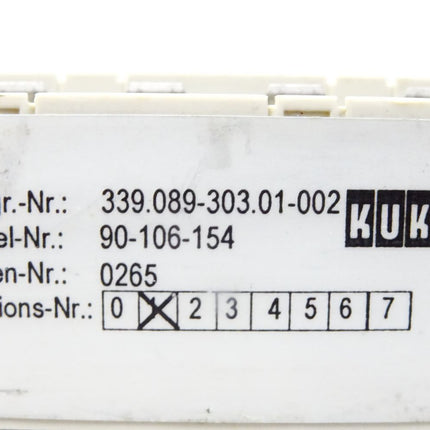 gr.-Nr.: 339.089-303.01-002 KUK
el-Nr.: 90-106-154
en-Nr.: 0265
ions-Nr.: 0 2 3 4 5 6 7